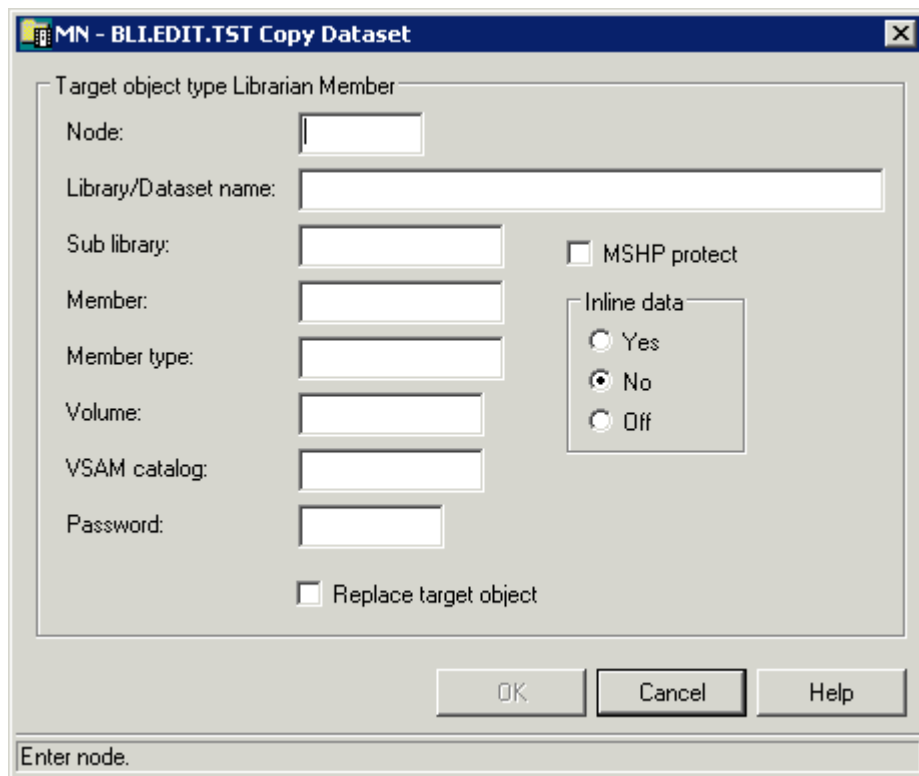 MN - BLI.EDIT.TST Copy Dataset
Target object type Librarian Member
Node:
Library/Dataset name:
Sub library:
MSHP protect
Member:
Inline data
Yes
Member type:
No
Volume:
Off
VSAM catalog:
Password:
Replace target object
OK Cancel Help
Enter node.